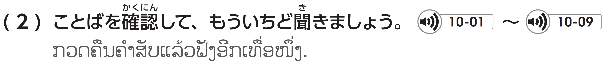 (2) ことばを確認して、もういちど聞きましょう。 10-01 ～ 10-09
ກວດຄືນຄຳສັບແລ້ວຟັງອີກເທື່ອໜຶ່ງ.